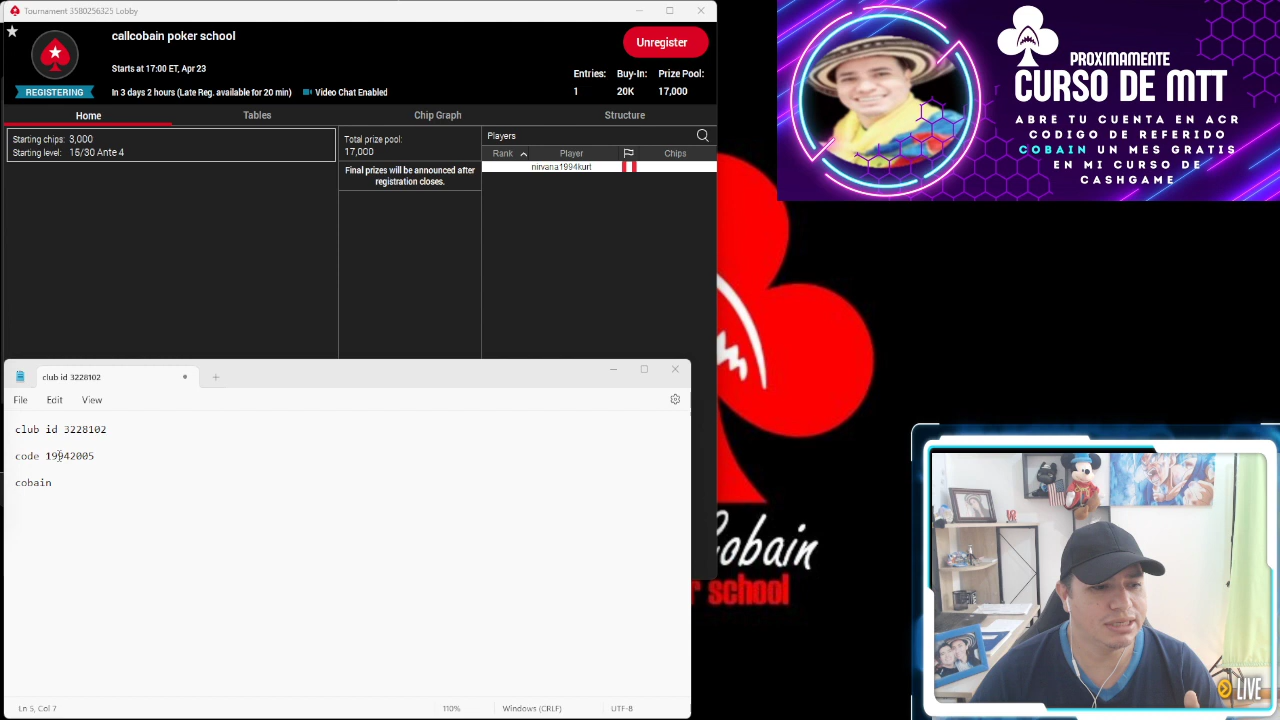 Tournament 3580256325 Lobby
callcobain poker school
Unregister
Starts at 17:00 ET, Apr 23
Entries: Buy-In: Prize Pool:
REGISTERING
In 3 days 2 hours (Late Reg. available for 20 min)
Video Chat Enabled
1 20K 17,000
Home Tables Chip Graph Structure
Starting chips: 3,000
Starting level: 15/30 Ante 4
Total prize pool:
17,000
Final prizes will be announced after
registration closes.
Players
Rank Player Chips
nirvana1994kurt
PROXIMAMENTE
CURSO DE MTT
ABRE TU CUENTA EN ACR
CODIGO DE REFERIDO
COBAIN UN MES GRATIS
EN MI CURSO DE
CASHGAME
club id 3228102
File Edit View
club id 3228102
code 19942005
cobain
Ln 5, Col 7 110% Windows (CRLF) UTF-8
school
LIVE